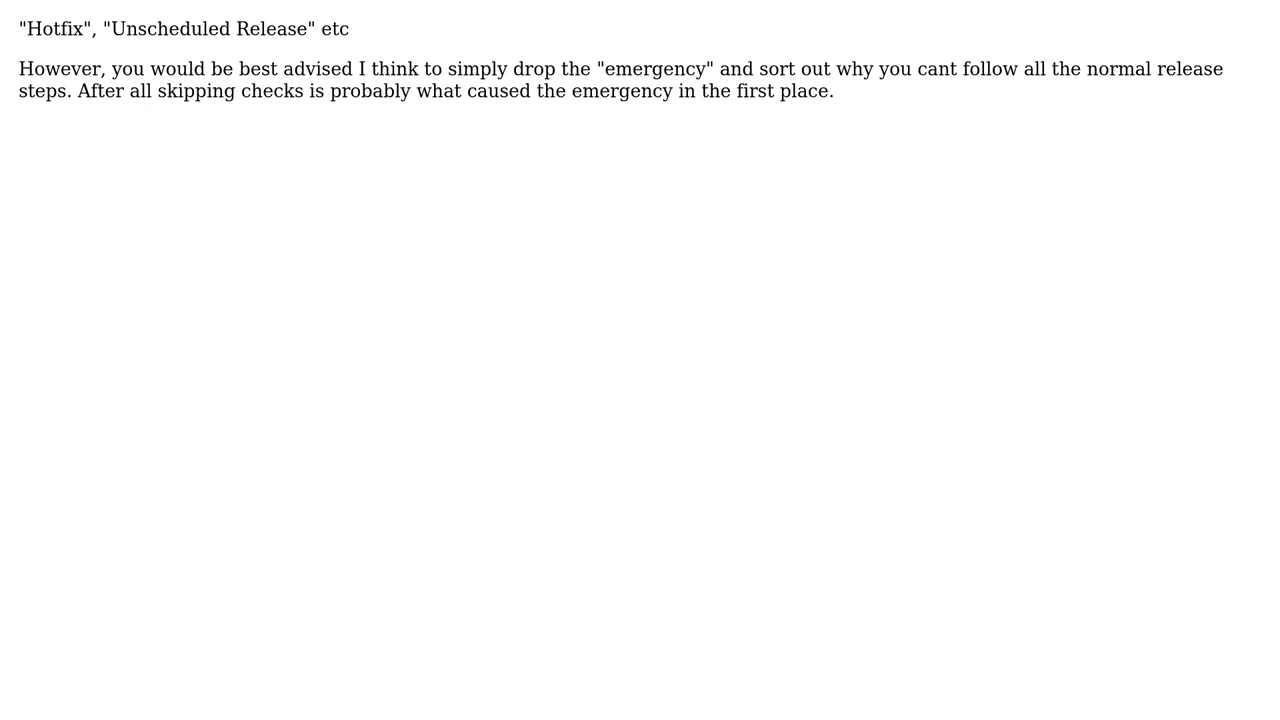 "Hotfix", "Unscheduled Release" etc
However, you would be best advised I think to simply drop the "emergency" and sort out why you cant follow all the normal release
steps. After all skipping checks is probably what caused the emergency in the first place.